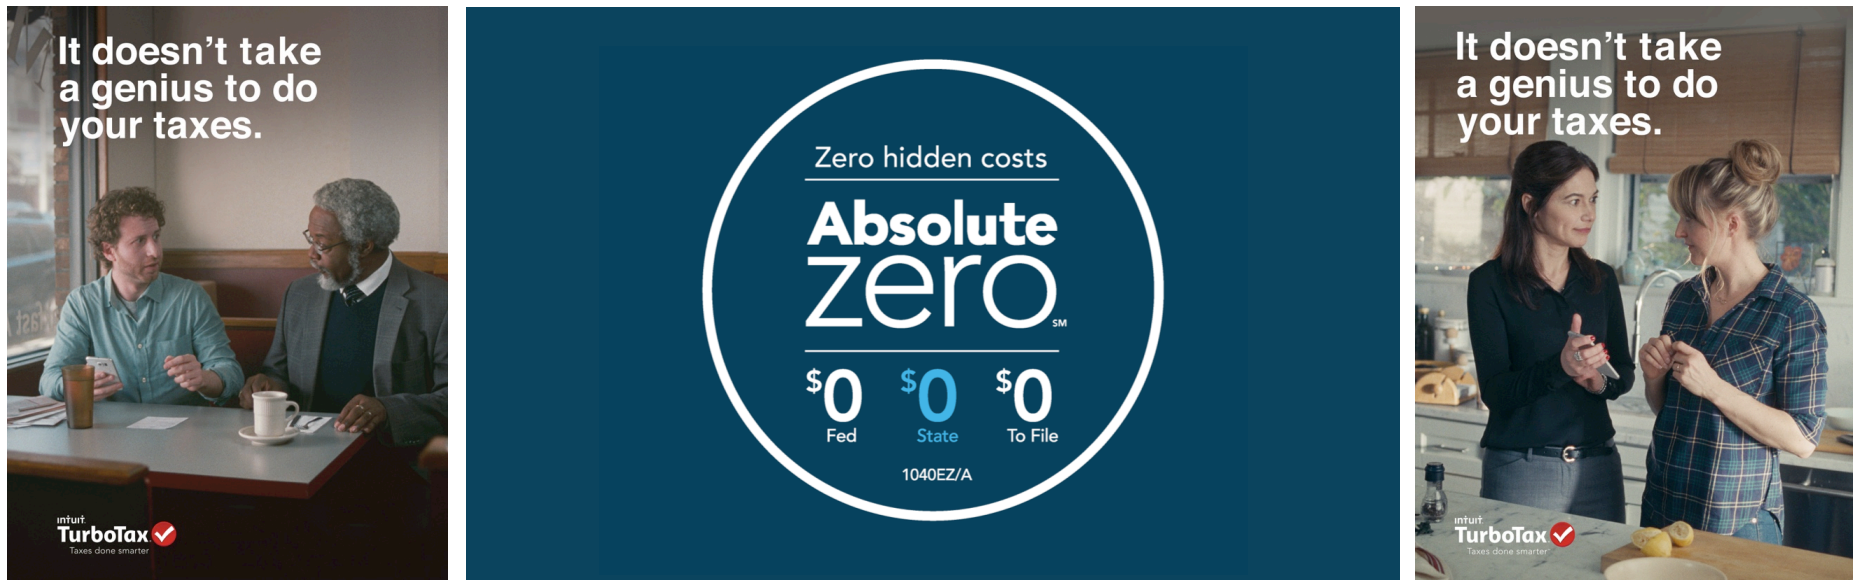 It doesn't take
a genius to do
your taxes.
intuit
TurboTax
Taxes done smarter
Zero hidden costs
Absolute
zero
SM
$0 $0 $0
Fed State To File
1040EZ/A
It doesn't take
a genius to do
your taxes.
intuit
TurboTax
Taxes done smarter